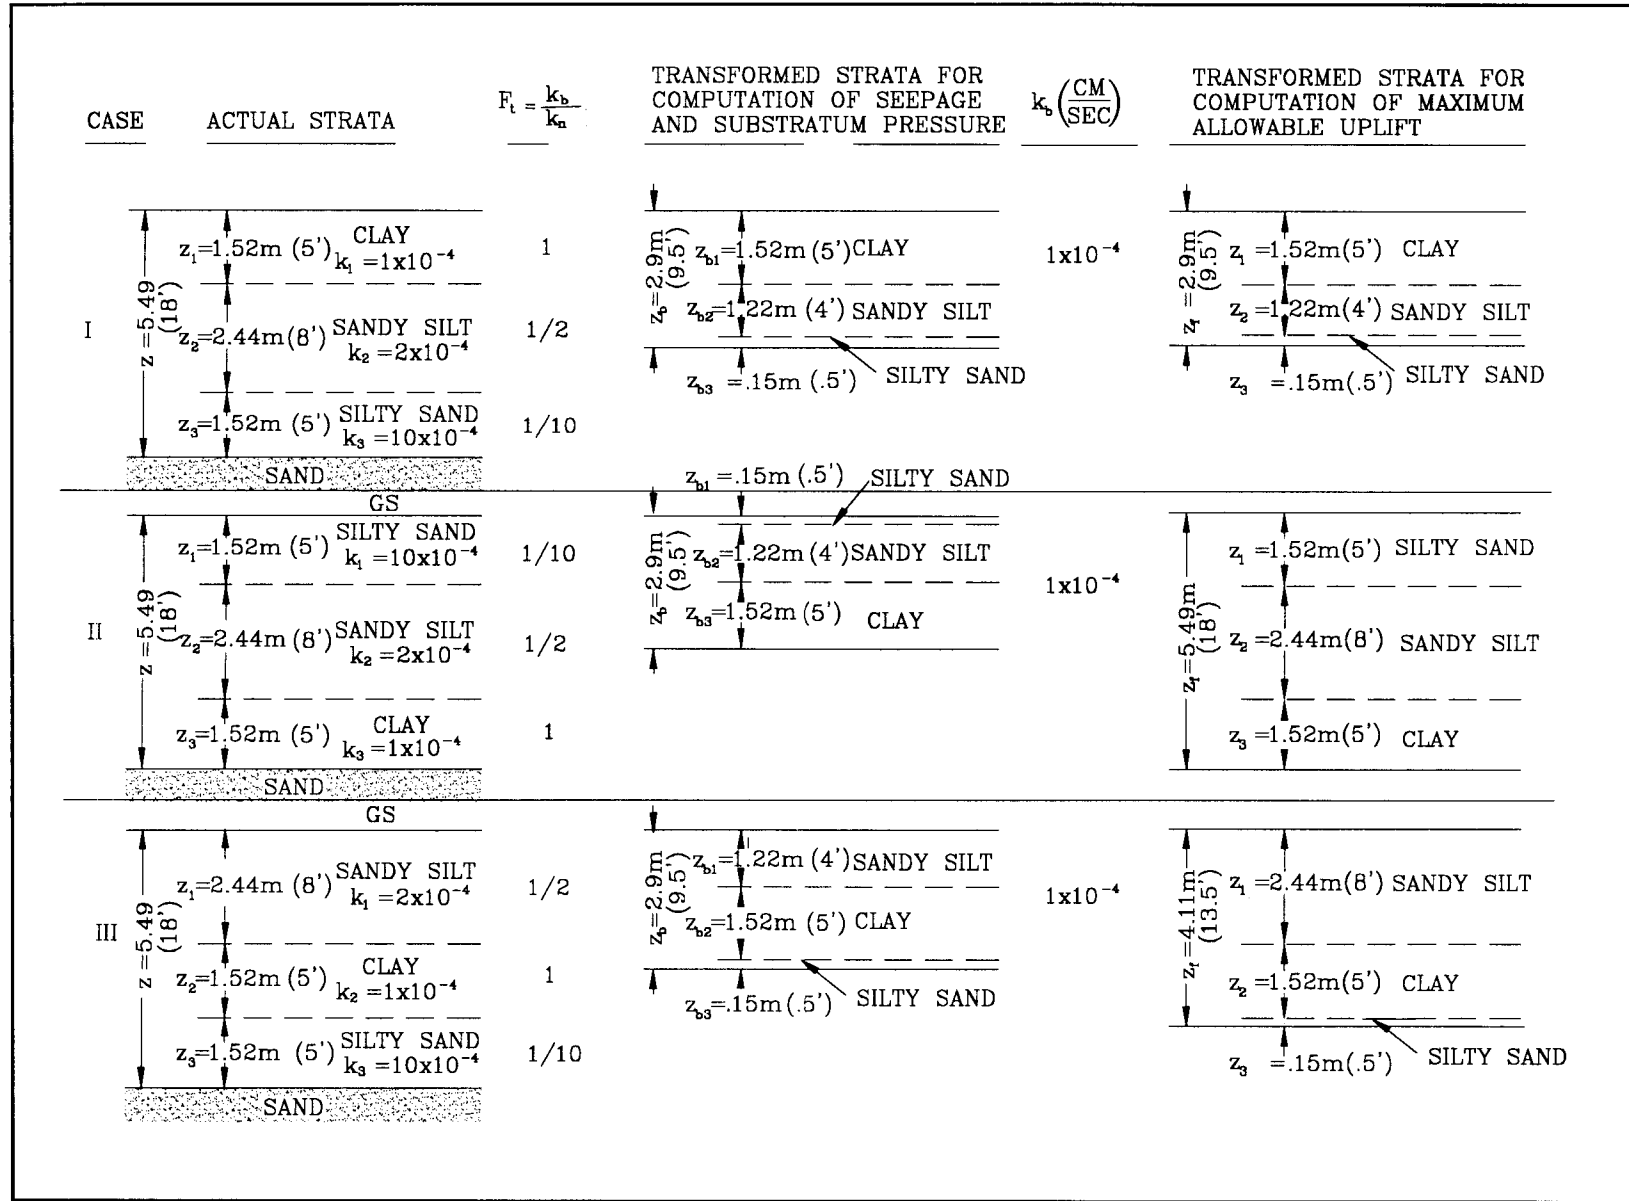 CASE
ACTUAL STRATA
F_t = k_b/k_n
TRANSFORMED STRATA FOR
COMPUTATION OF SEEPAGE
AND SUBSTRATUM PRESSURE
k_b (CM/SEC)
TRANSFORMED STRATA FOR
COMPUTATION OF MAXIMUM
ALLOWABLE UPLIFT
I
z =5.49
(18')
z₁=1.52m (5') CLAY
k₁ =1x10⁻⁴
z₂=2.44m(8') SANDY SILT
k₂ =2x10⁻⁴
z₃=1.52m (5') SILTY SAND
k₃ =10x10⁻⁴
SAND
1
1/2
1/10
z_b=2.9m
(9.5')
z_b1=1.52m (5')CLAY
z_b2=1.22m (4') SANDY SILT
z_b3 =.15m (.5') SILTY SAND
1x10⁻⁴
z_f =2.9m
(9.5')
z₁ =1.52m(5') CLAY
z₂ =1.22m(4') SANDY SILT
z₃ =.15m(.5') SILTY SAND
II
GS
z =5.49
(18')
z₁=1.52m (5') SILTY SAND
k₁ =10x10⁻⁴
z₂=2.44m (8') SANDY SILT
k₂ =2x10⁻⁴
z₃=1.52m (5') CLAY
k₃ =1x10⁻⁴
SAND
1/10
1/2
1
z_b1=.15m (.5') SILTY SAND
z_b=2.9m
(9.5')
z_b2=1.22m (4')SANDY SILT
z_b3=1.52m (5') CLAY
1x10⁻⁴
z_f=5.49m
(18')
z₁ =1.52m(5') SILTY SAND
z₂ =2.44m(8') SANDY SILT
z₃ =1.52m(5') CLAY
III
GS
z =5.49
(18')
z₁=2.44m (8') SANDY SILT
k₁ =2x10⁻⁴
z₂=1.52m (5') CLAY
k₂ =1x10⁻⁴
z₃=1.52m (5') SILTY SAND
k₃ =10x10⁻⁴
SAND
1/2
1
1/10
z_b=2.9m
(9.5')
z_b1=1.22m (4')SANDY SILT
z_b2=1.52m (5') CLAY
z_b3=.15m(.5') SILTY SAND
1x10⁻⁴
z_f =4.11m
(13.5')
z₁ =2.44m(8') SANDY SILT
z₂ =1.52m(5') CLAY
z₃ =.15m(.5') SILTY SAND